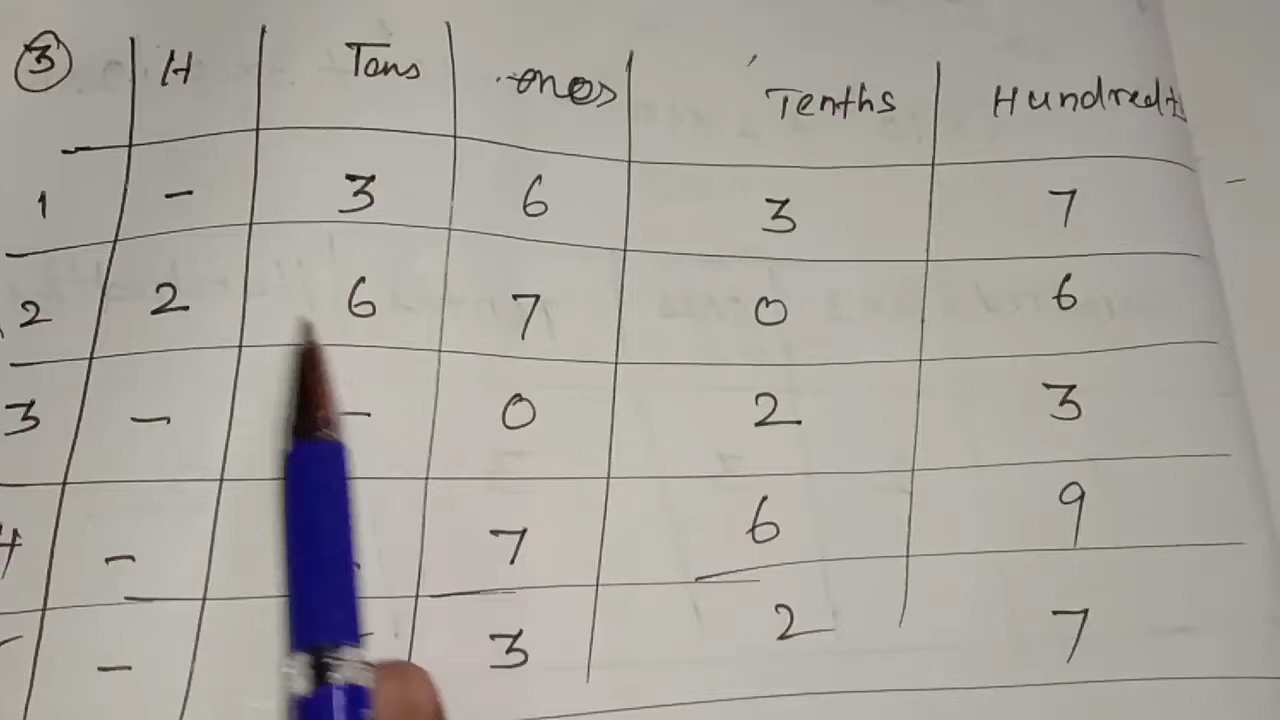 3 H Tens ones Tenths Hundredt
1 - 3 6 3 7 -
2 2 6 7 0 6
3 - - 0 2 3
4 - 7 6 9
- 3 2 7